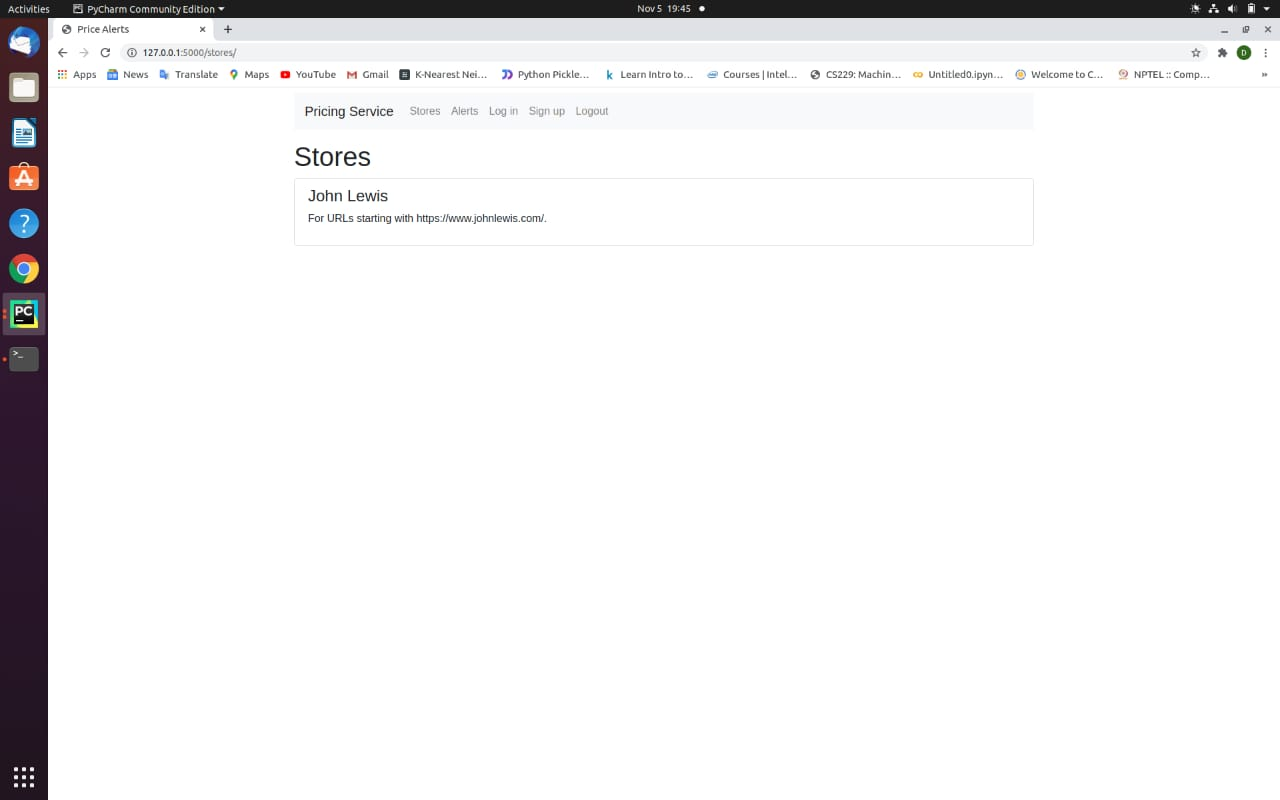 Activities PyCharm Community Edition Nov 5 19:45
Price Alerts
127.0.0.1:5000/stores/
Apps News Translate Maps YouTube Gmail K-Nearest Nei... Python Pickle... Learn Intro to... Courses | Intel... CS229: Machin... Untitled0.ipyn... Welcome to C... NPTEL :: Comp... »
Pricing Service Stores Alerts Log in Sign up Logout
Stores
John Lewis
For URLs starting with https://www.johnlewis.com/.
PC
D